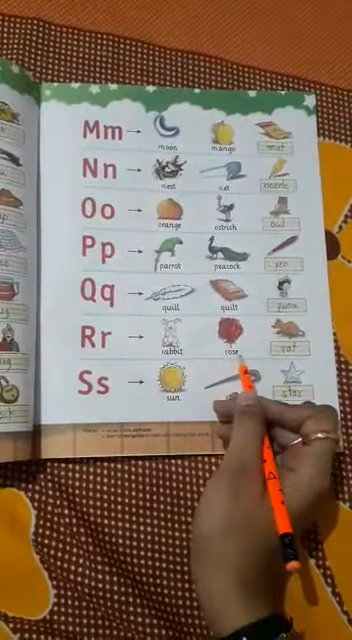 Mm moon mango mat
Nn nest net nozzle
Oo orange ostrich owl
Pp parrot peacock pen
Qq quill quilt queen
Rr rabbit rose rat
Ss sun star